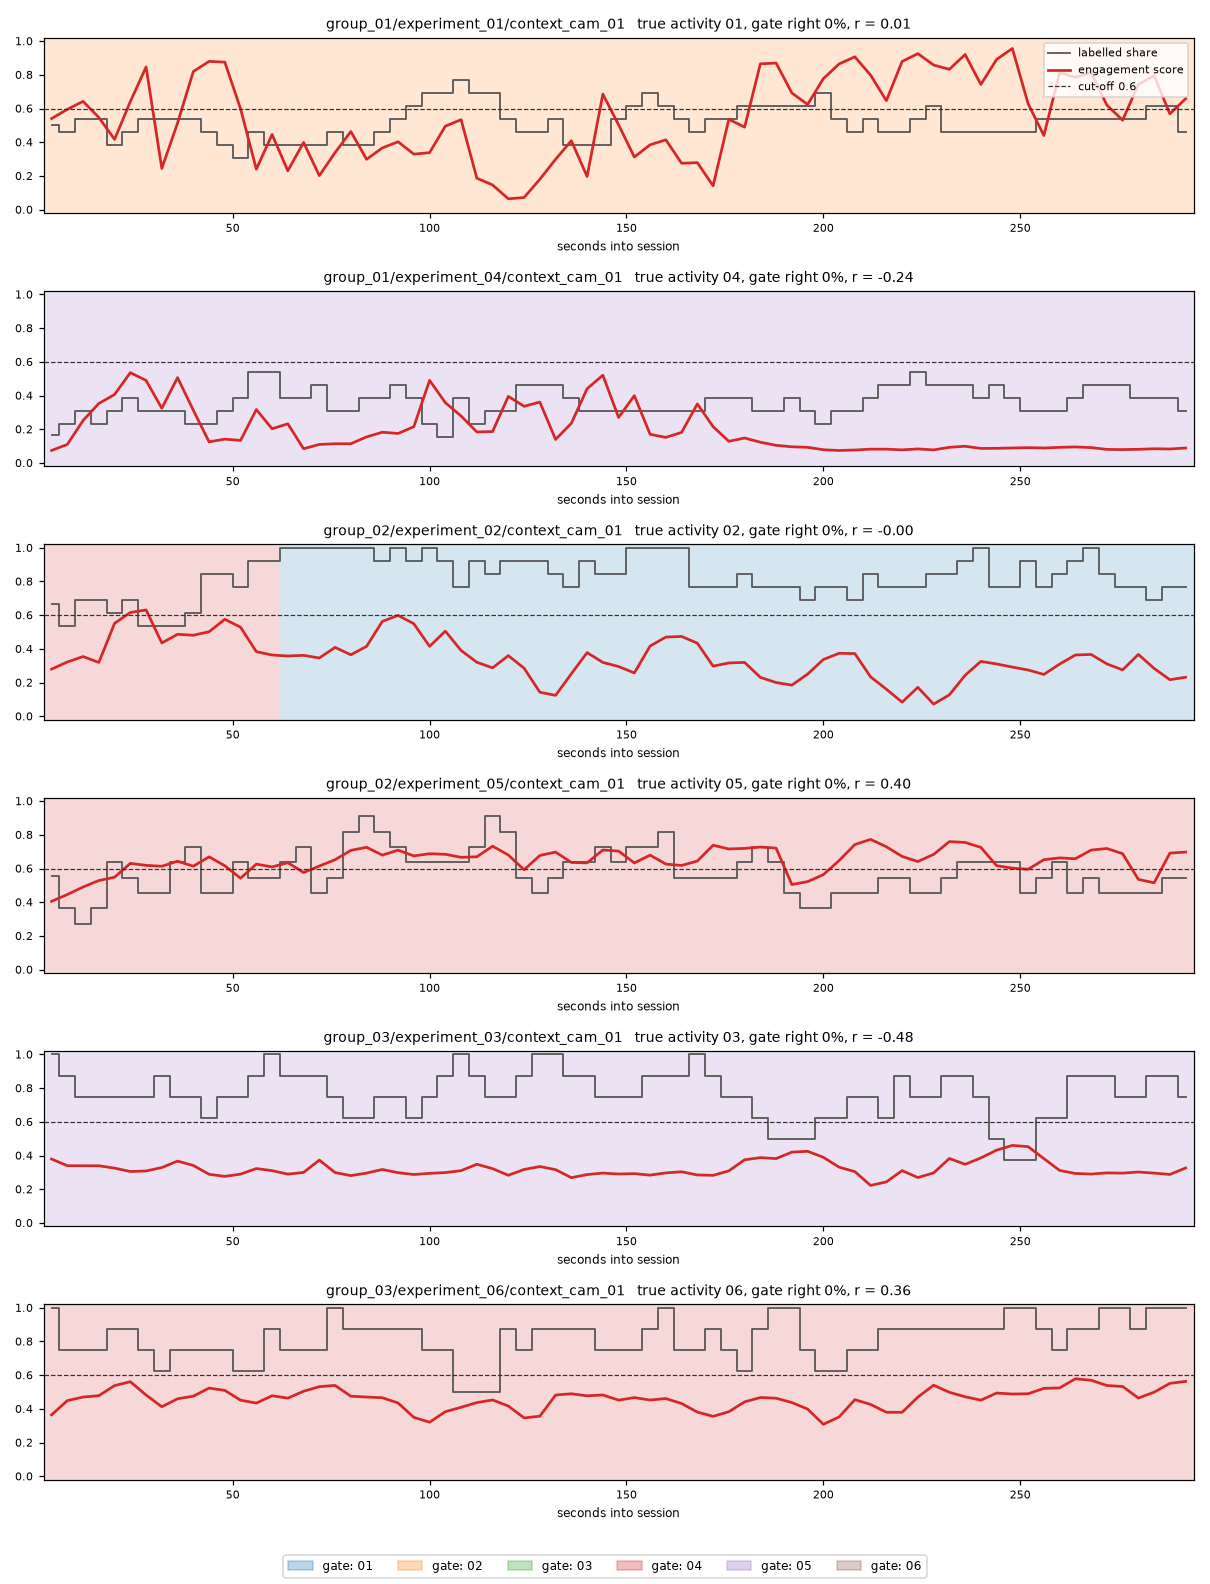 group_01/experiment_01/context_cam_01   true activity 01, gate right 0%, r = 0.01
1.0
0.8
0.6
0.4
0.2
0.0
labelled share
engagement score
cut-off 0.6
50 100 150 200 250
seconds into session
group_01/experiment_04/context_cam_01   true activity 04, gate right 0%, r = -0.24
1.0
0.8
0.6
0.4
0.2
0.0
50 100 150 200 250
seconds into session
group_02/experiment_02/context_cam_01   true activity 02, gate right 0%, r = -0.00
1.0
0.8
0.6
0.4
0.2
0.0
50 100 150 200 250
seconds into session
group_02/experiment_05/context_cam_01   true activity 05, gate right 0%, r = 0.40
1.0
0.8
0.6
0.4
0.2
0.0
50 100 150 200 250
seconds into session
group_03/experiment_03/context_cam_01   true activity 03, gate right 0%, r = -0.48
1.0
0.8
0.6
0.4
0.2
0.0
50 100 150 200 250
seconds into session
group_03/experiment_06/context_cam_01   true activity 06, gate right 0%, r = 0.36
1.0
0.8
0.6
0.4
0.2
0.0
50 100 150 200 250
seconds into session
gate: 01 gate: 02 gate: 03 gate: 04 gate: 05 gate: 06